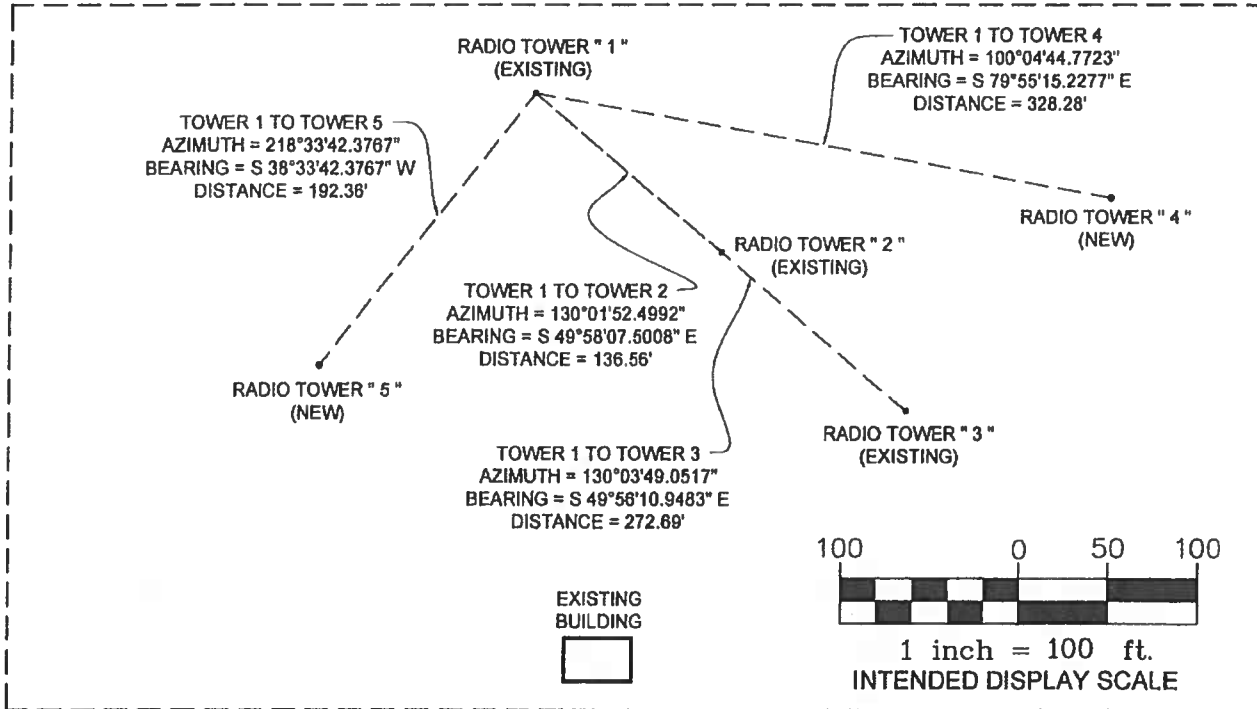 RADIO TOWER " 1 "
(EXISTING)
TOWER 1 TO TOWER 4
AZIMUTH = 100°04'44.7723"
BEARING = S 79°55'15.2277" E
DISTANCE = 328.28'
TOWER 1 TO TOWER 5
AZIMUTH = 218°33'42.3767"
BEARING = S 38°33'42.3767" W
DISTANCE = 192.36'
RADIO TOWER " 4 "
(NEW)
RADIO TOWER " 2 "
(EXISTING)
TOWER 1 TO TOWER 2
AZIMUTH = 130°01'52.4992"
BEARING = S 49°58'07.5008" E
DISTANCE = 136.56'
RADIO TOWER " 5 "
(NEW)
RADIO TOWER " 3 "
(EXISTING)
TOWER 1 TO TOWER 3
AZIMUTH = 130°03'49.0517"
BEARING = S 49°56'10.9483" E
DISTANCE = 272.69'
100 0 50 100
EXISTING
BUILDING
1 inch = 100 ft.
INTENDED DISPLAY SCALE